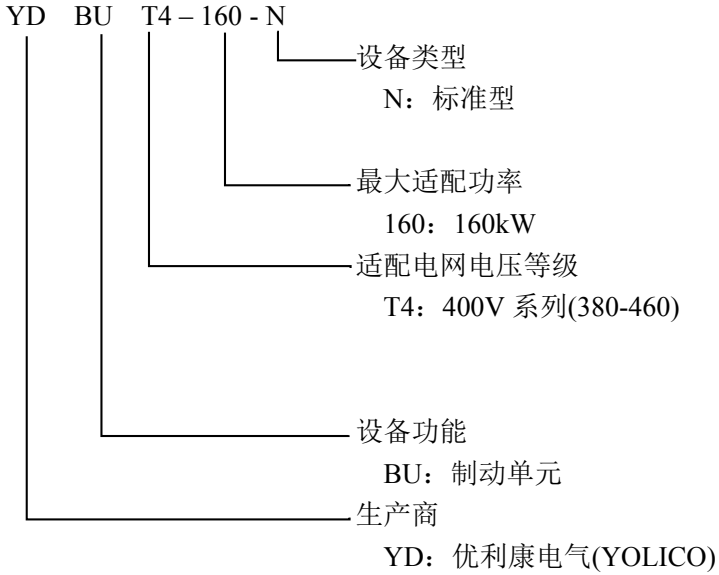 YD BU T4 – 160 - N
设备类型
N：标准型
最大适配功率
160：160kW
适配电网电压等级
T4：400V 系列(380-460)
设备功能
BU：制动单元
生产商
YD：优利康电气(YOLICO)